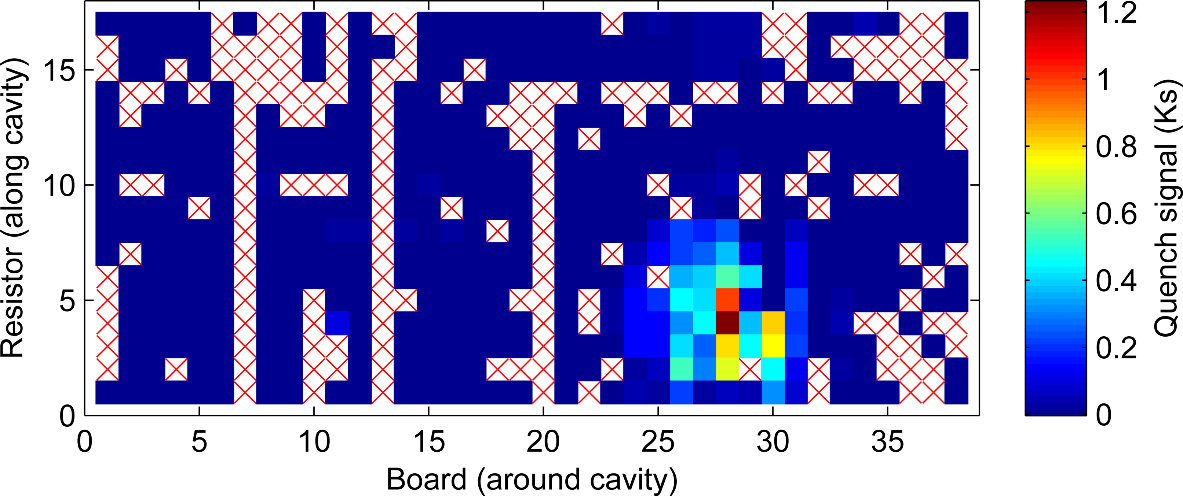 15
10
5
0
Resistor (along cavity)
0 5 10 15 20 25 30 35
Board (around cavity)
1.2
1
0.8
0.6
0.4
0.2
0
Quench signal (Ks)